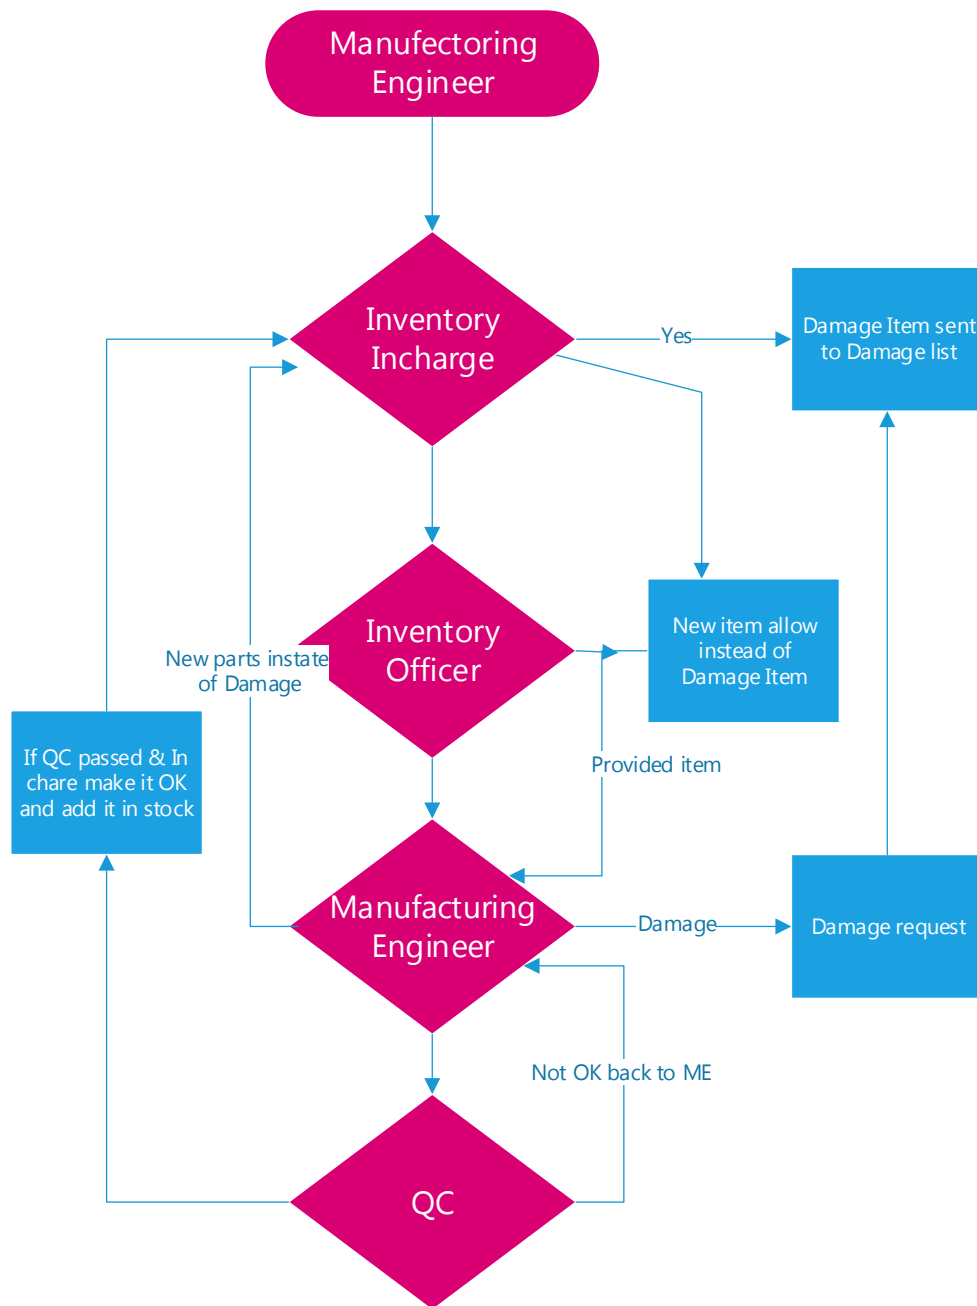 Manufectoring
Engineer
Inventory
Incharge
Yes
Damage Item sent
to Damage list
Inventory
Officer
New item allow
instead of
Damage Item
New parts instate
of Damage
If QC passed & In
chare make it OK
and add it in stock
Provided item
Manufacturing
Engineer
Damage
Damage request
Not OK back to ME
QC